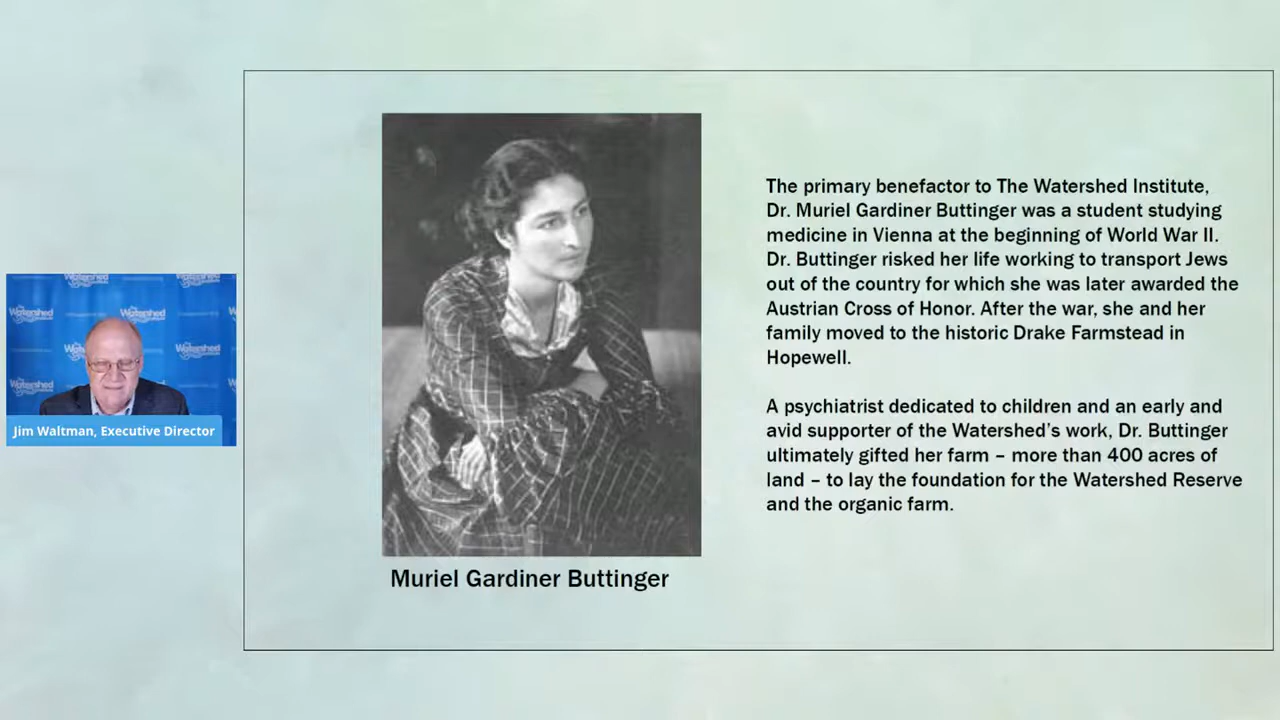 The primary benefactor to The Watershed Institute,
Dr. Muriel Gardiner Buttinger was a student studying
medicine in Vienna at the beginning of World War II.
Dr. Buttinger risked her life working to transport Jews
out of the country for which she was later awarded the
Austrian Cross of Honor. After the war, she and her
family moved to the historic Drake Farmstead in
Hopewell.
A psychiatrist dedicated to children and an early and
avid supporter of the Watershed’s work, Dr. Buttinger
ultimately gifted her farm – more than 400 acres of
land – to lay the foundation for the Watershed Reserve
and the organic farm.
Muriel Gardiner Buttinger
Watershed
Watershed
Watershed
Jim Waltman, Executive Director